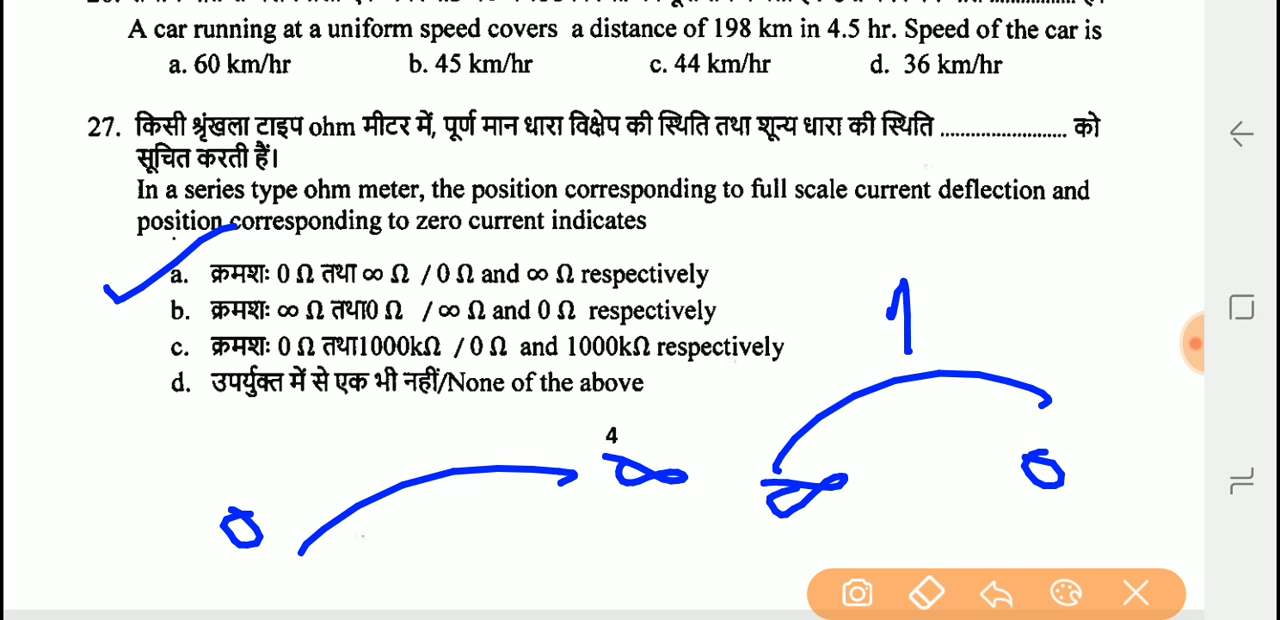 A car running at a uniform speed covers a distance of 198 km in 4.5 hr. Speed of the car is
a. 60 km/hr b. 45 km/hr c. 44 km/hr d. 36 km/hr
27. किसी श्रृंखला टाइप ohm मीटर में, पूर्ण मान धारा विक्षेप की स्थिति तथा शून्य धारा की स्थिति ........................ को
सूचित करती हैं।
In a series type ohm meter, the position corresponding to full scale current deflection and
position corresponding to zero current indicates
a. क्रमशः 0 Ω तथा ∞ Ω / 0 Ω and ∞ Ω respectively
b. क्रमशः ∞ Ω तथा0 Ω / ∞ Ω and 0 Ω respectively
c. क्रमशः 0 Ω तथा1000kΩ / 0 Ω and 1000kΩ respectively
d. उपर्युक्त में से एक भी नहीं/None of the above
1
4
0 ∞ ∞ 0